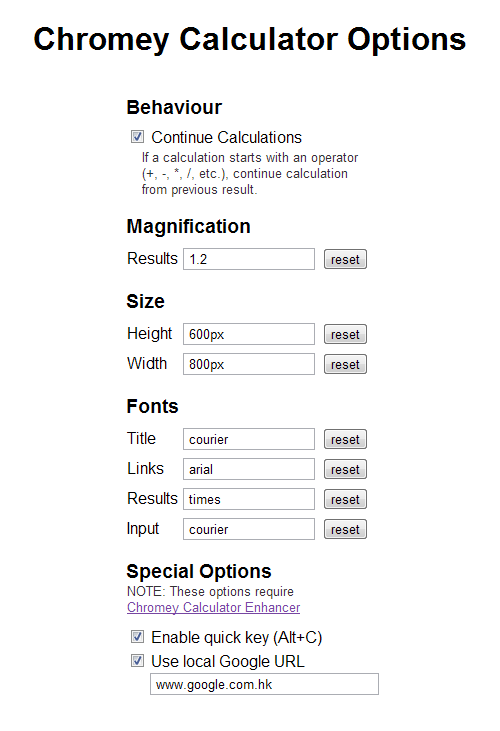 Chromey Calculator Options
Behaviour
Continue Calculations
If a calculation starts with an operator
(+, -, *, /, etc.), continue calculation
from previous result.
Magnification
Results 1.2 reset
Size
Height 600px reset
Width 800px reset
Fonts
Title courier reset
Links arial reset
Results times reset
Input courier reset
Special Options
NOTE: These options require
Chromey Calculator Enhancer
Enable quick key (Alt+C)
Use local Google URL
www.google.com.hk